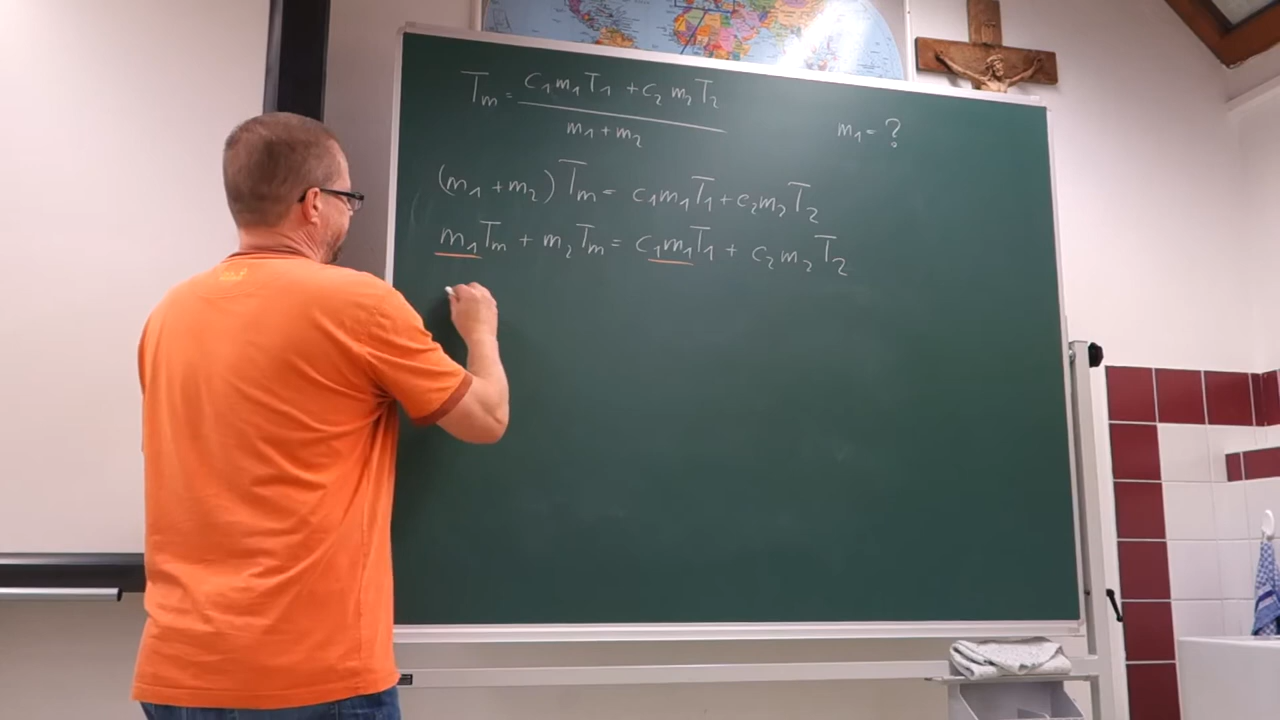 Tm = c₁m₁T₁ + c₂m₂T₂
m₁ + m₂
m₁ = ?
(m₁ + m₂) Tm = c₁m₁T₁ + c₂m₂T₂
m₁Tm + m₂Tm = c₁m₁T₁ + c₂m₂T₂